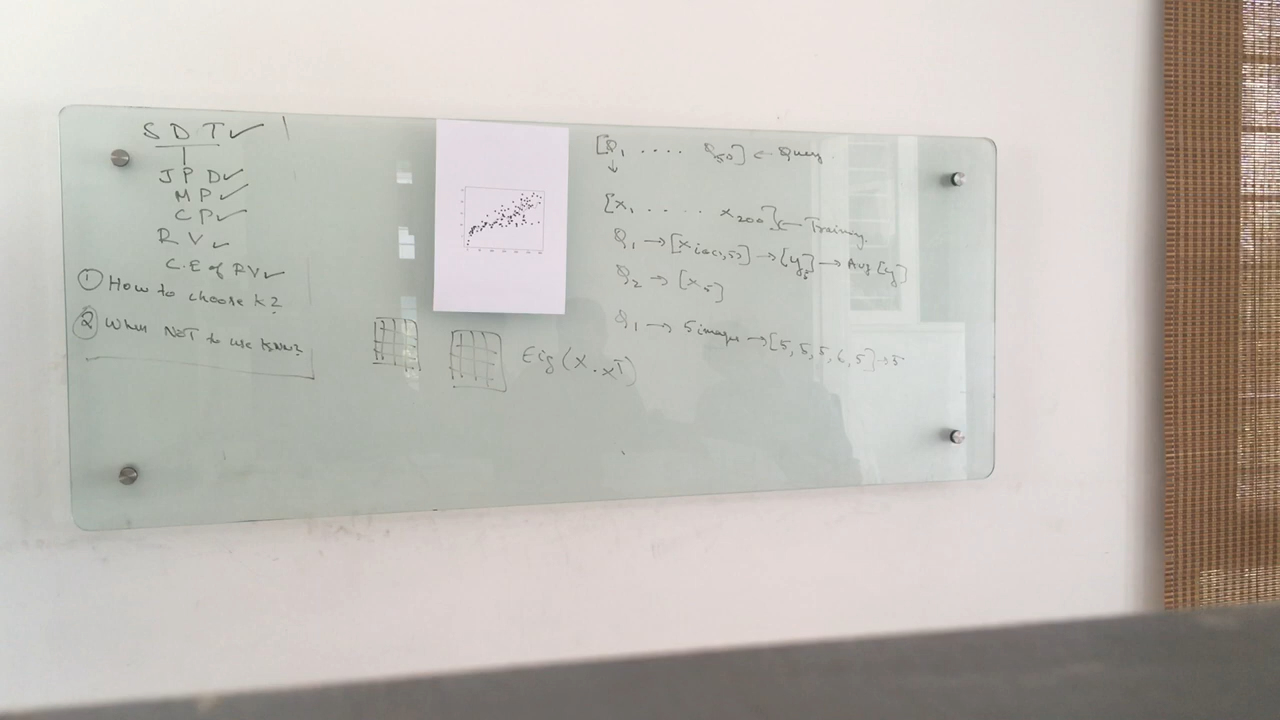 S D T ✓
J P D ✓
M P ✓
C P ✓
R V ✓
C.E of RV ✓
① How to choose K?
② When NOT to use KNN?
Eig (X.X^T)
[Q₁ .... Q₅₀] ← Query
↓
[x₁ .... x₂₀₀] ← Training
Q₁ → → → Avg [y]
Q₂ → [x₅]
Q₁ → 5 images → [5, 5, 5, 6, 5] → 5